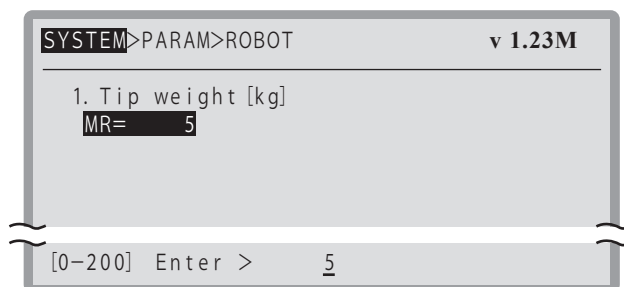 SYSTEM>PARAM>ROBOT v 1.23M
1. Tip weight [kg]
MR= 5
[0-200] Enter > 5